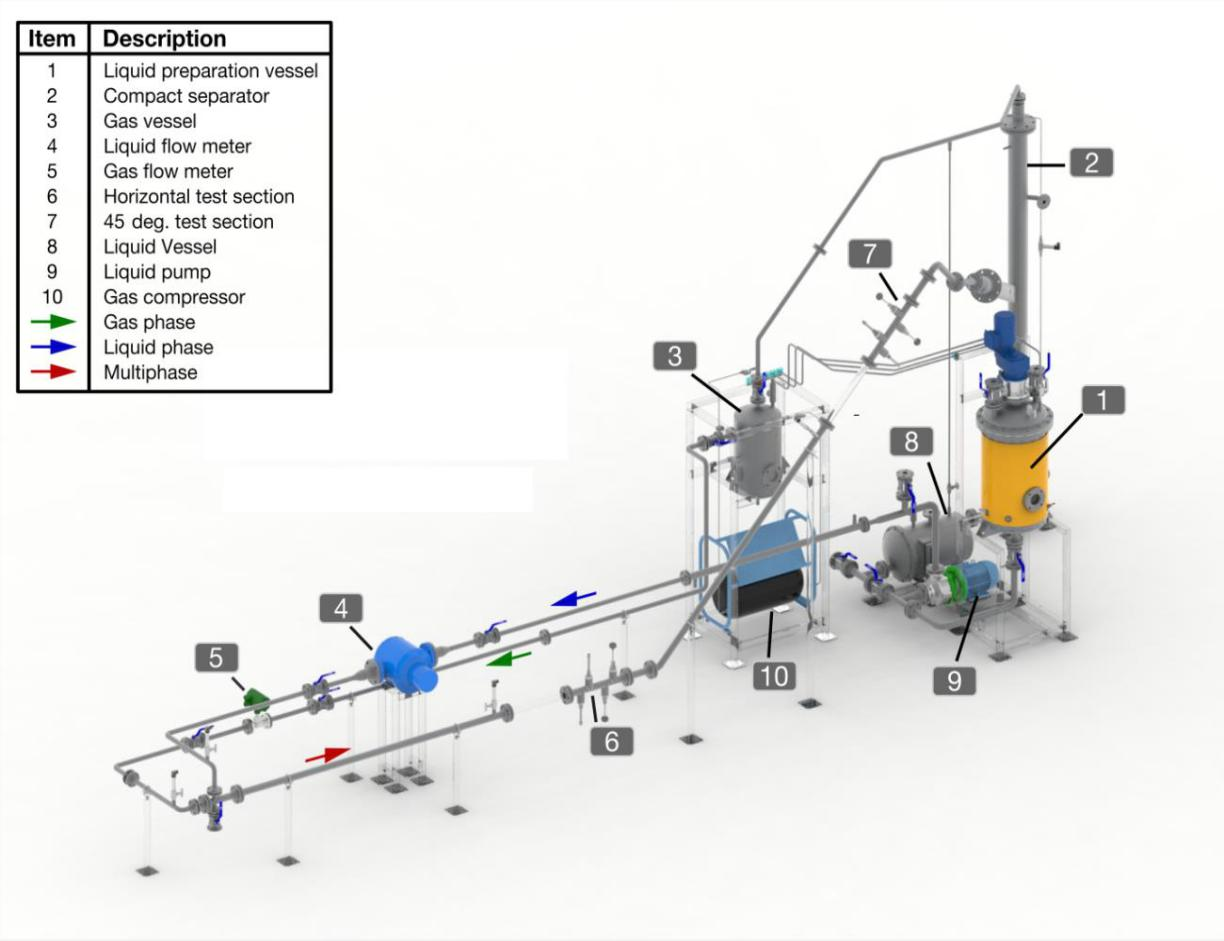 Item Description
1 Liquid preparation vessel
2 Compact separator
3 Gas vessel
4 Liquid flow meter
5 Gas flow meter
6 Horizontal test section
7 45 deg. test section
8 Liquid Vessel
9 Liquid pump
10 Gas compressor
Gas phase
Liquid phase
Multiphase
2
7
3
1
8
4
5
10
9
6